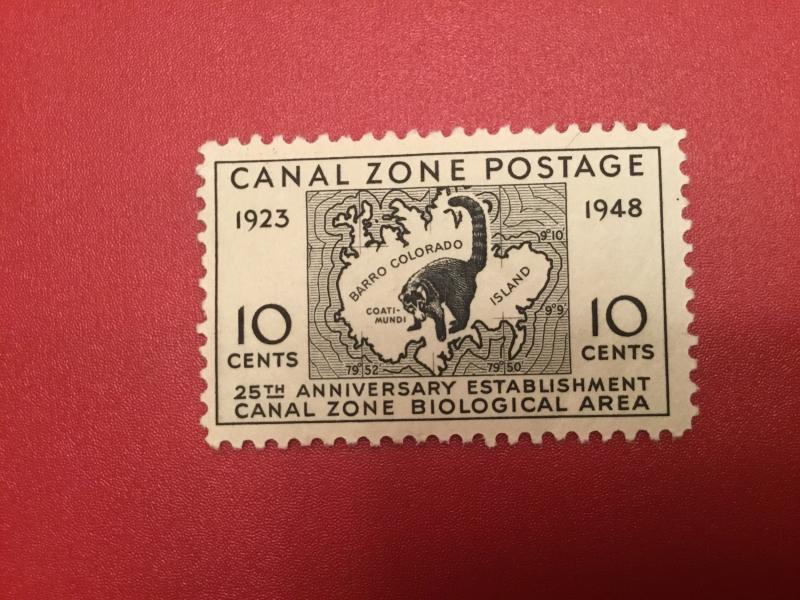 CANAL ZONE POSTAGE
1923 1948
BARRO COLORADO ISLAND
COATI-
MUNDI
9°10'
9°9'
10 CENTS
10 CENTS
79°52' 79°50'
25TH ANNIVERSARY ESTABLISHMENT
CANAL ZONE BIOLOGICAL AREA